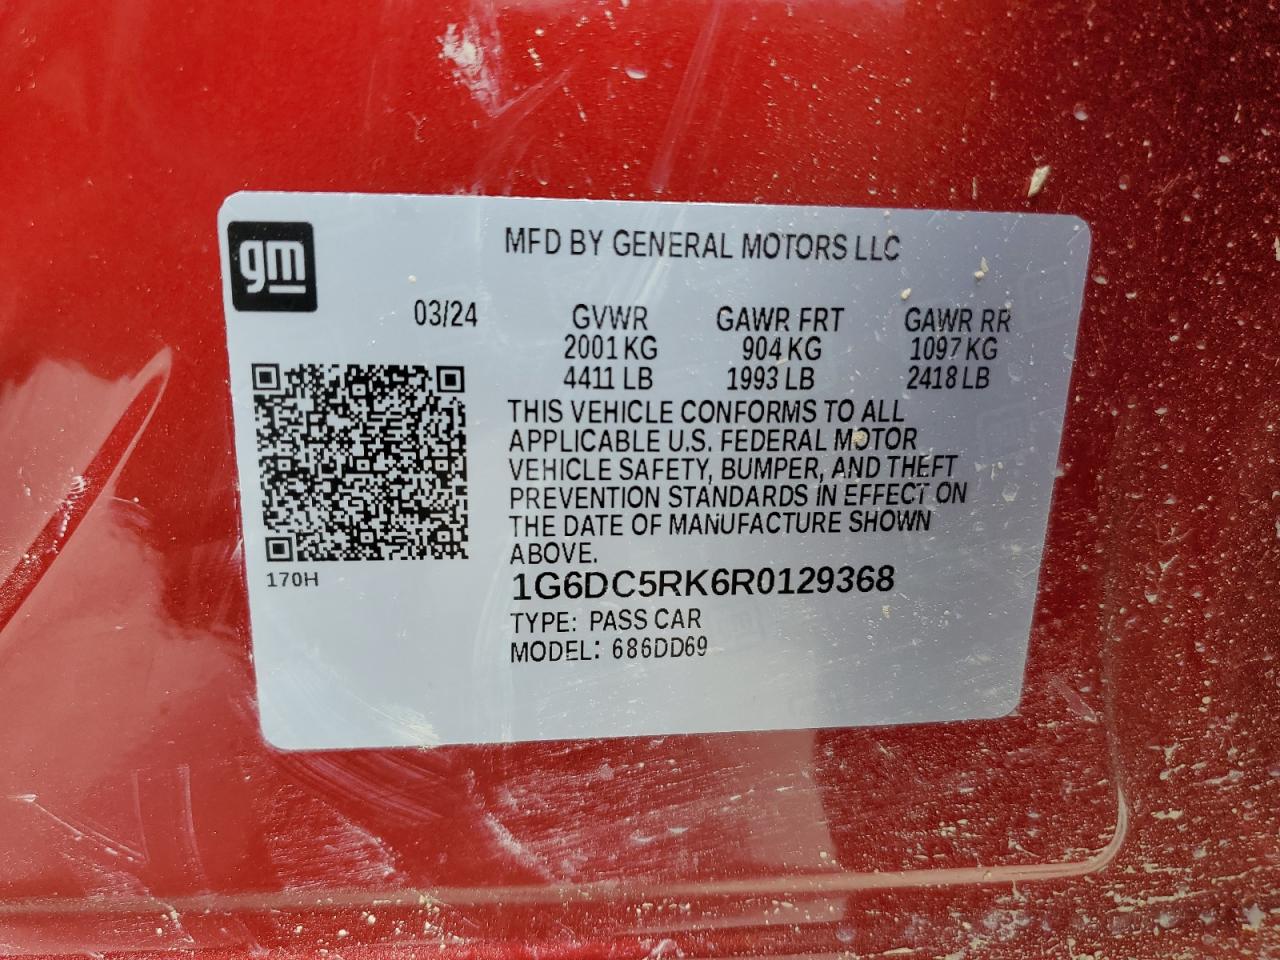 gm
MFD BY GENERAL MOTORS LLC
03/24 GVWR GAWR FRT GAWR RR
2001 KG 904 KG 1097 KG
4411 LB 1993 LB 2418 LB
THIS VEHICLE CONFORMS TO ALL
APPLICABLE U.S. FEDERAL MOTOR
VEHICLE SAFETY, BUMPER, AND THEFT
PREVENTION STANDARDS IN EFFECT ON
THE DATE OF MANUFACTURE SHOWN
ABOVE.
170H
1G6DC5RK6R0129368
TYPE: PASS CAR
MODEL: 686DD69